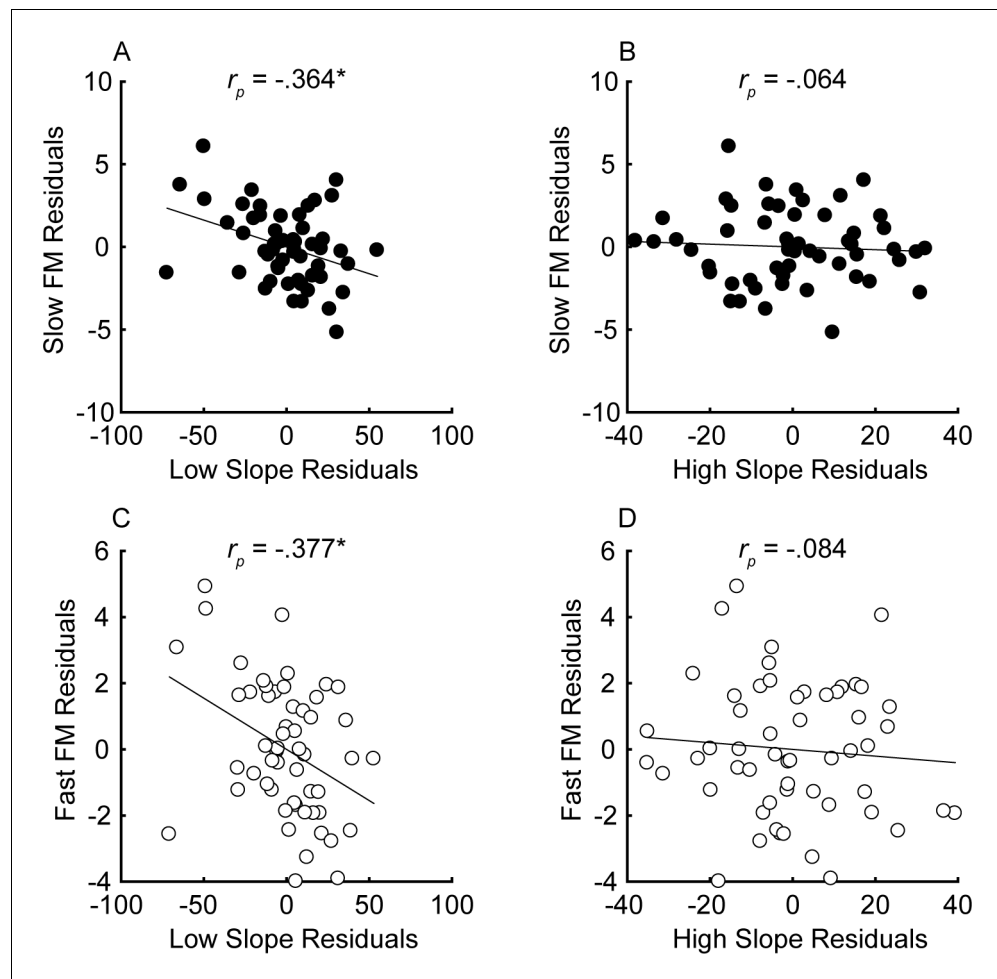 A
r_p = -.364*
10
5
0
-5
-10
Slow FM Residuals
-100 -50 0 50 100
Low Slope Residuals
B
r_p = -.064
10
5
0
-5
-10
Slow FM Residuals
-40 -20 0 20 40
High Slope Residuals
C
r_p = -.377*
6
4
2
0
-2
-4
Fast FM Residuals
-100 -50 0 50 100
Low Slope Residuals
D
r_p = -.084
6
4
2
0
-2
-4
Fast FM Residuals
-40 -20 0 20 40
High Slope Residuals